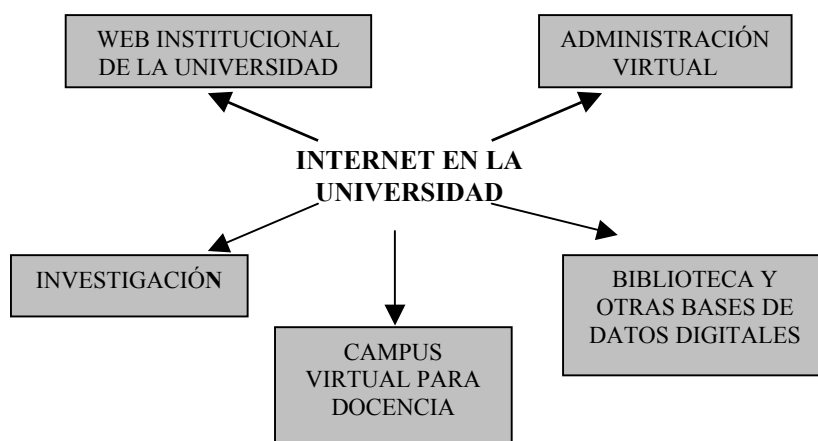 WEB INSTITUCIONAL
DE LA UNIVERSIDAD
ADMINISTRACIÓN
VIRTUAL
INTERNET EN LA
UNIVERSIDAD
INVESTIGACIÓN
CAMPUS
VIRTUAL PARA
DOCENCIA
BIBLIOTECA Y
OTRAS BASES DE
DATOS DIGITALES